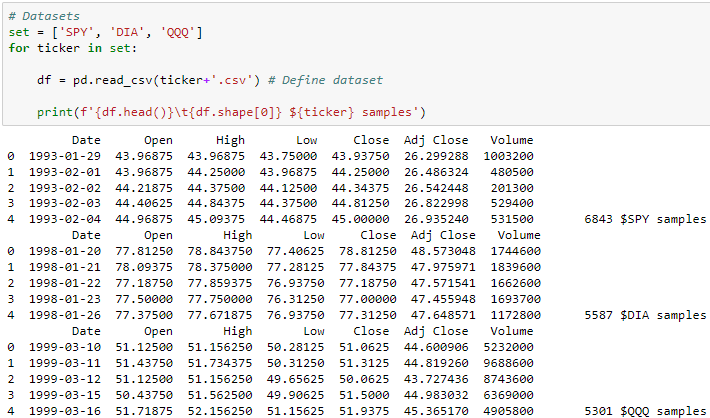 # Datasets
set = ['SPY', 'DIA', 'QQQ']
for ticker in set:
df = pd.read_csv(ticker+'.csv') # Define dataset
print(f'{df.head()}\t{df.shape[0]} ${ticker} samples')
Date Open High Low Close Adj Close Volume
0 1993-01-29 43.96875 43.96875 43.75000 43.93750 26.299288 1003200
1 1993-02-01 43.96875 44.25000 43.96875 44.25000 26.486324 480500
2 1993-02-02 44.21875 44.37500 44.12500 44.34375 26.542448 201300
3 1993-02-03 44.40625 44.84375 44.37500 44.81250 26.822998 529400
4 1993-02-04 44.96875 45.09375 44.46875 45.00000 26.935240 531500 6843 $SPY samples
Date Open High Low Close Adj Close Volume
0 1998-01-20 77.81250 78.843750 77.40625 78.81250 48.573048 1744600
1 1998-01-21 78.09375 78.375000 77.28125 77.84375 47.975971 1839600
2 1998-01-22 77.18750 77.859375 76.93750 77.18750 47.571541 1662600
3 1998-01-23 77.50000 77.750000 76.31250 77.00000 47.455948 1693700
4 1998-01-26 77.37500 77.671875 76.93750 77.31250 47.648571 1172800 5587 $DIA samples
Date Open High Low Close Adj Close Volume
0 1999-03-10 51.12500 51.156250 50.28125 51.0625 44.600906 5232000
1 1999-03-11 51.43750 51.734375 50.31250 51.3125 44.819260 9688600
2 1999-03-12 51.12500 51.156250 49.65625 50.0625 43.727436 8743600
3 1999-03-15 50.43750 51.562500 49.90625 51.5000 44.983032 6369000
4 1999-03-16 51.71875 52.156250 51.15625 51.9375 45.365170 4905800 5301 $QQQ samples